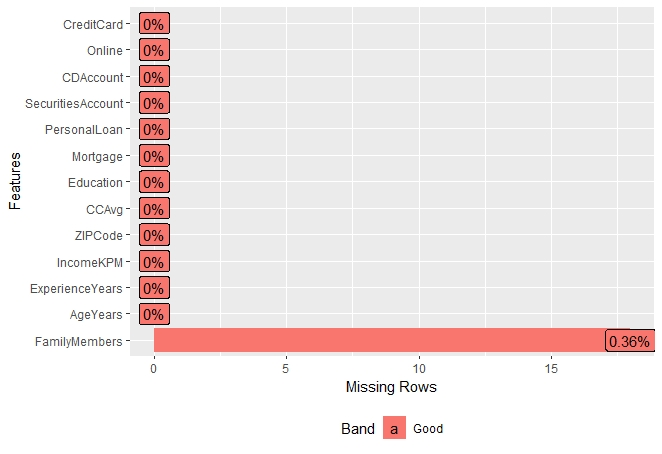 CreditCard 0%
Online 0%
CDAccount 0%
SecuritiesAccount 0%
PersonalLoan 0%
Mortgage 0%
Education 0%
CCAvg 0%
ZIPCode 0%
IncomeKPM 0%
ExperienceYears 0%
AgeYears 0%
FamilyMembers 0.36%
Features
0 5 10 15
Missing Rows
Band a Good